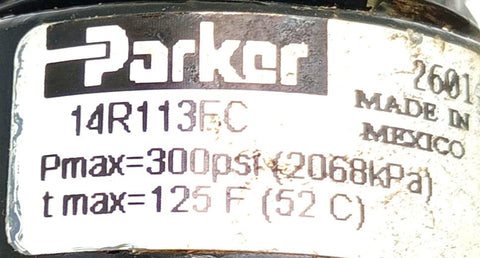 Parker
2601
14R113FC
MADE IN
MEXICO
Pmax=300psi (2068kPa)
t max=125 F (52 C)